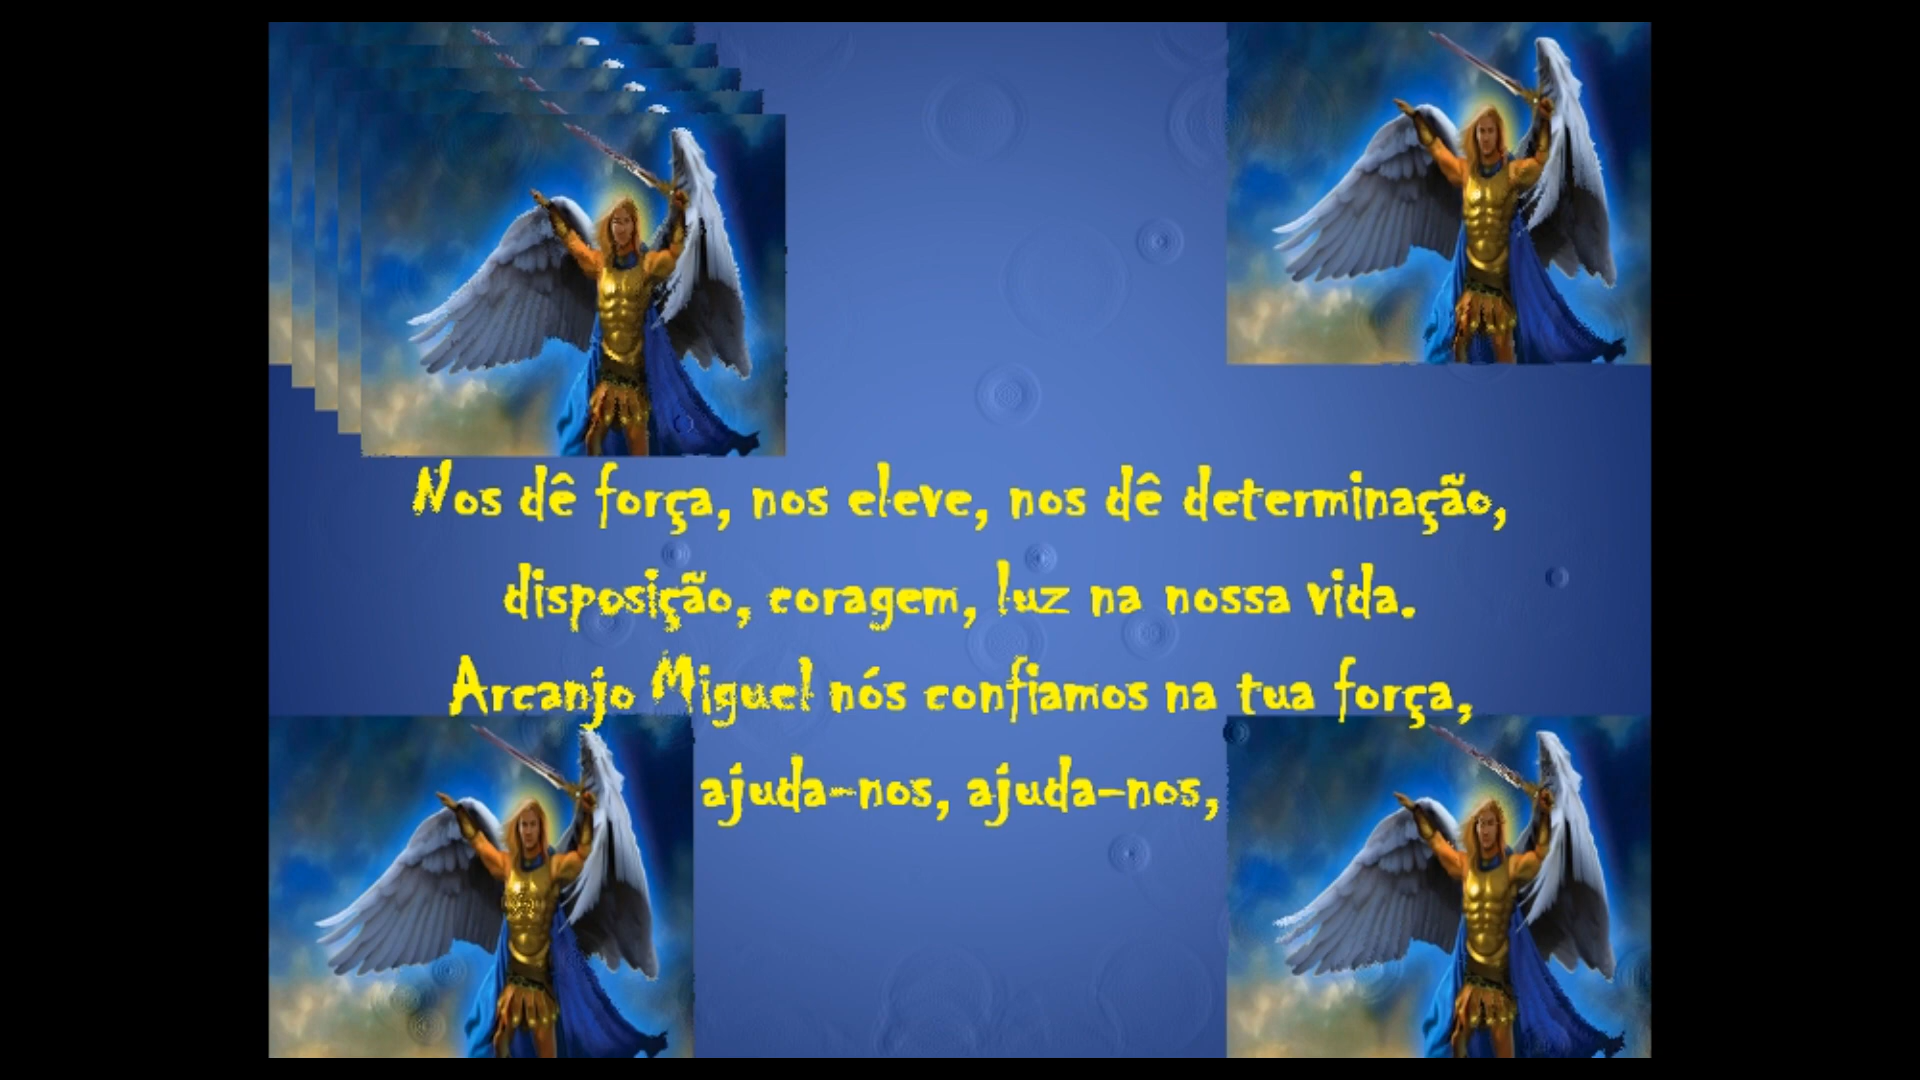 Nos dê força, nos eleve, nos dê determinação,
disposição, coragem, luz na nossa vida.
Arcanjo Miguel nós confiamos na tua força,
ajuda-nos, ajuda-nos,